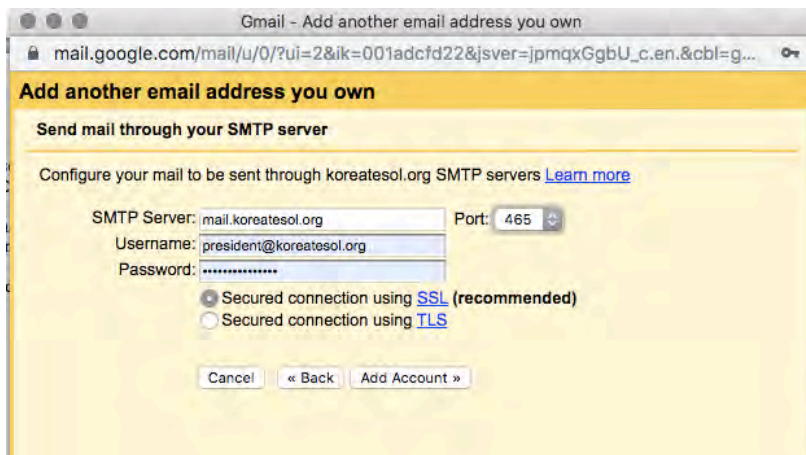 Gmail - Add another email address you own
mail.google.com/mail/u/0/?ui=2&ik=001adcfd22&jsver=jpmqxGgbU_c.en.&cbl=g...
Add another email address you own
Send mail through your SMTP server
Configure your mail to be sent through koreatesol.org SMTP servers Learn more
SMTP Server: mail.koreatesol.org Port: 465
Username: president@koreatesol.org
Password: •••••••••••••••
Secured connection using SSL (recommended)
Secured connection using TLS
Cancel « Back Add Account »